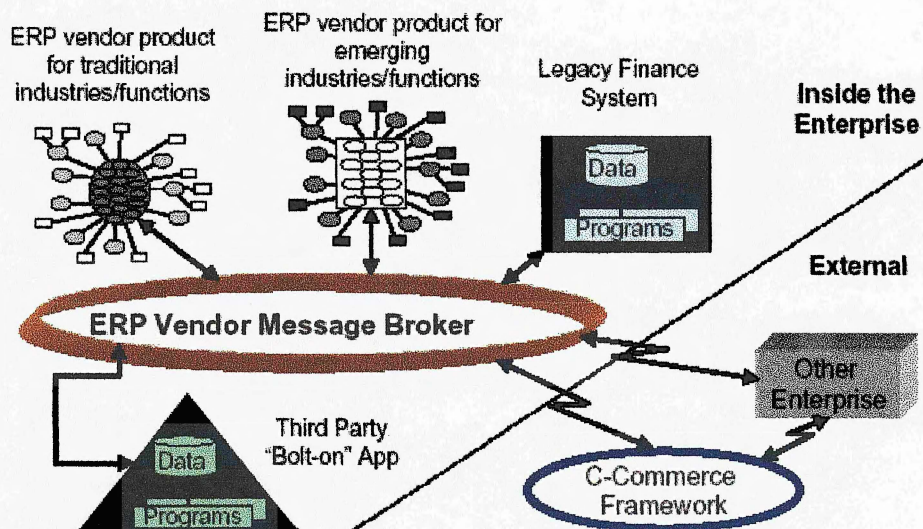 ERP vendor product
for traditional
industries/functions
ERP vendor product for
emerging
industries/functions
Legacy Finance
System
Inside the
Enterprise
Data
Programs
External
ERP Vendor Message Broker
Other
Enterprise
Third Party
"Bolt-on" App
Data
Programs
C-Commerce
Framework